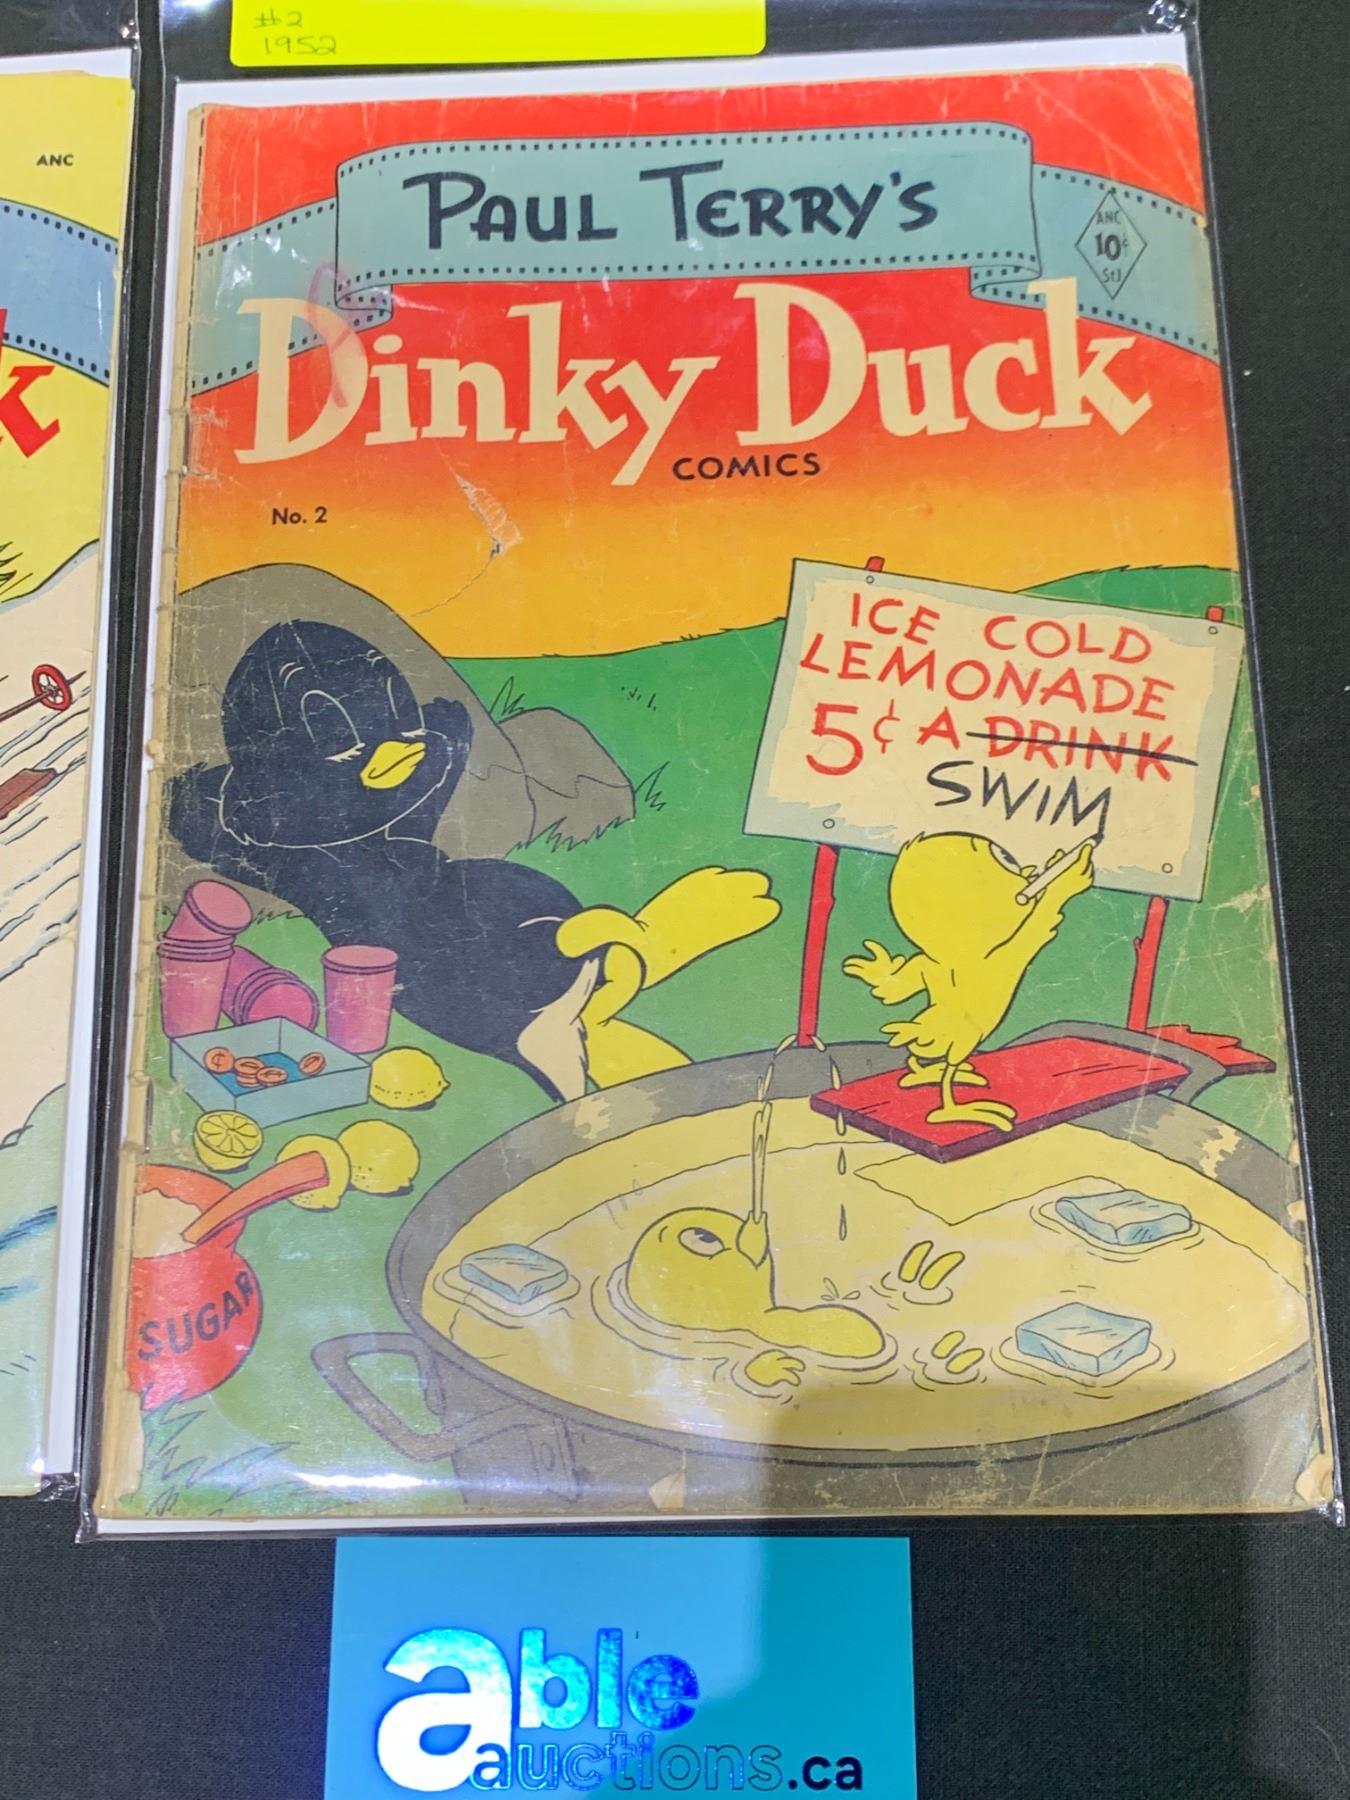 #2
1952
ANC
k
PAUL TERRY'S
ANC
10¢
StJ
Dinky Duck
COMICS
No. 2
ICE COLD
LEMONADE
5¢ A DRINK
SWIM
SUGAR
able
auctions.ca